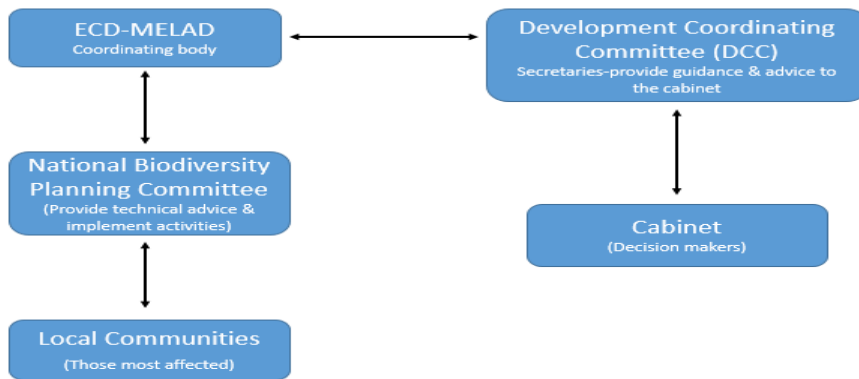 ECD-MELAD
Coordinating body
Development Coordinating
Committee (DCC)
Secretaries-provide guidance & advice to
the cabinet
National Biodiversity
Planning Committee
(Provide technical advice &
implement activities)
Cabinet
(Decision makers)
Local Communities
(Those most affected)